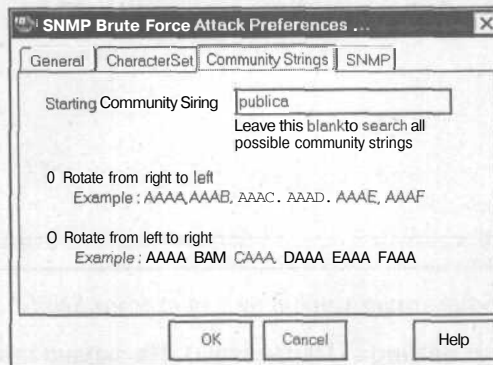 SNMP Brute Force Attack Preferences ...
General CharacterSet Community Strings SNMP
Starting Community Siring publica
Leave this blankto search all
possible community strings
0 Rotate from right to left
Example : AAAA,AAAB, AAAC. AAAD. AAAE, AAAF
O Rotate from left to right
Example : AAAA BAM CAAA, DAAA EAAA FAAA
OK Cancel Help